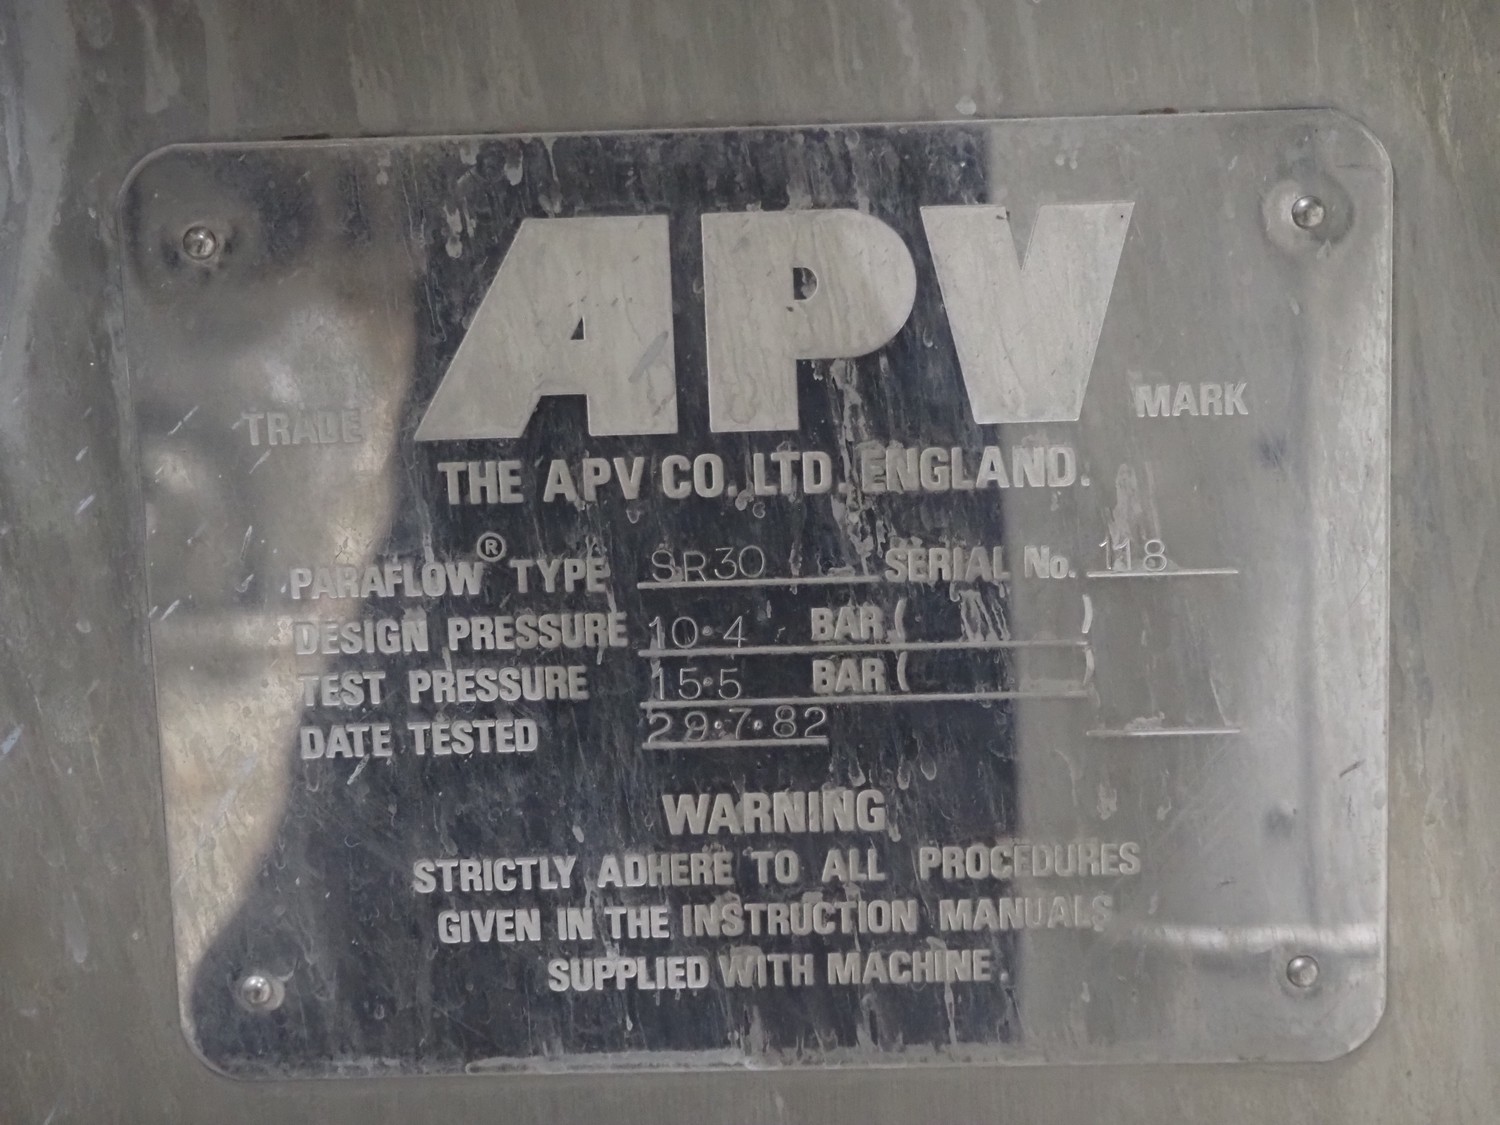 APV
TRADE MARK
THE APV CO. LTD. ENGLAND.
PARAFLOW ® TYPE SR30 SERIAL No. 118
DESIGN PRESSURE 10·4 BAR ( )
TEST PRESSURE 15·5 BAR ( )
DATE TESTED 29·7·82
WARNING
STRICTLY ADHERE TO ALL PROCEDURES
GIVEN IN THE INSTRUCTION MANUALS
SUPPLIED WITH MACHINE.